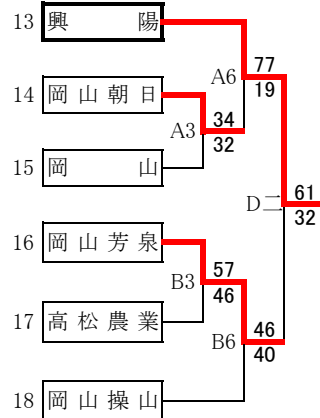 13 興 陽
77
A6 19
14 岡山朝日
34
A3 32
15 岡 山
61
D二 32
16 岡山芳泉
57
B3 46
17 高松農業
46
B6 40
18 岡山操山